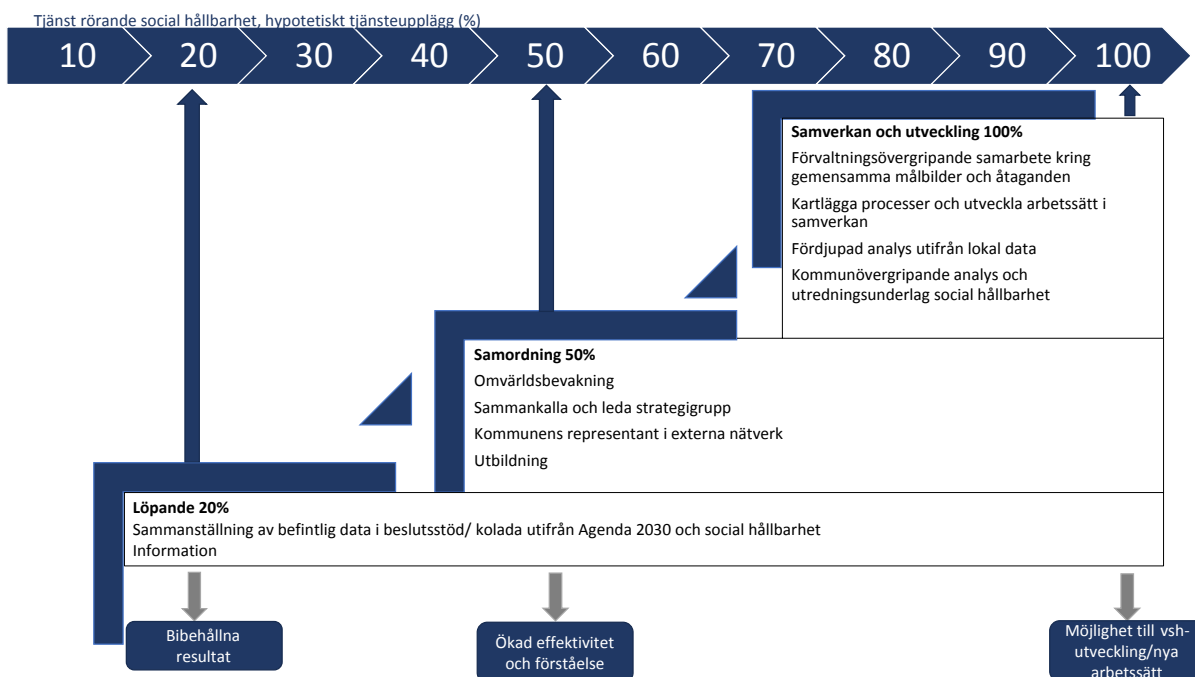 Tjänst rörande social hållbarhet, hypotetiskt tjänsteupplägg (%)
10 20 30 40 50 60 70 80 90 100
Samverkan och utveckling 100%
Förvaltningsövergripande samarbete kring
gemensamma målbilder och åtaganden
Kartlägga processer och utveckla arbetssätt i
samverkan
Fördjupad analys utifrån lokal data
Kommunövergripande analys och
utredningsunderlag social hållbarhet
Samordning 50%
Omvärldsbevakning
Sammankalla och leda strategigrupp
Kommunens representant i externa nätverk
Utbildning
Löpande 20%
Sammanställning av befintlig data i beslutsstöd/ kolada utifrån Agenda 2030 och social hållbarhet
Information
Bibehållna
resultat
Ökad effektivitet
och förståelse
Möjlighet till vsh-
utveckling/nya
arbetssätt